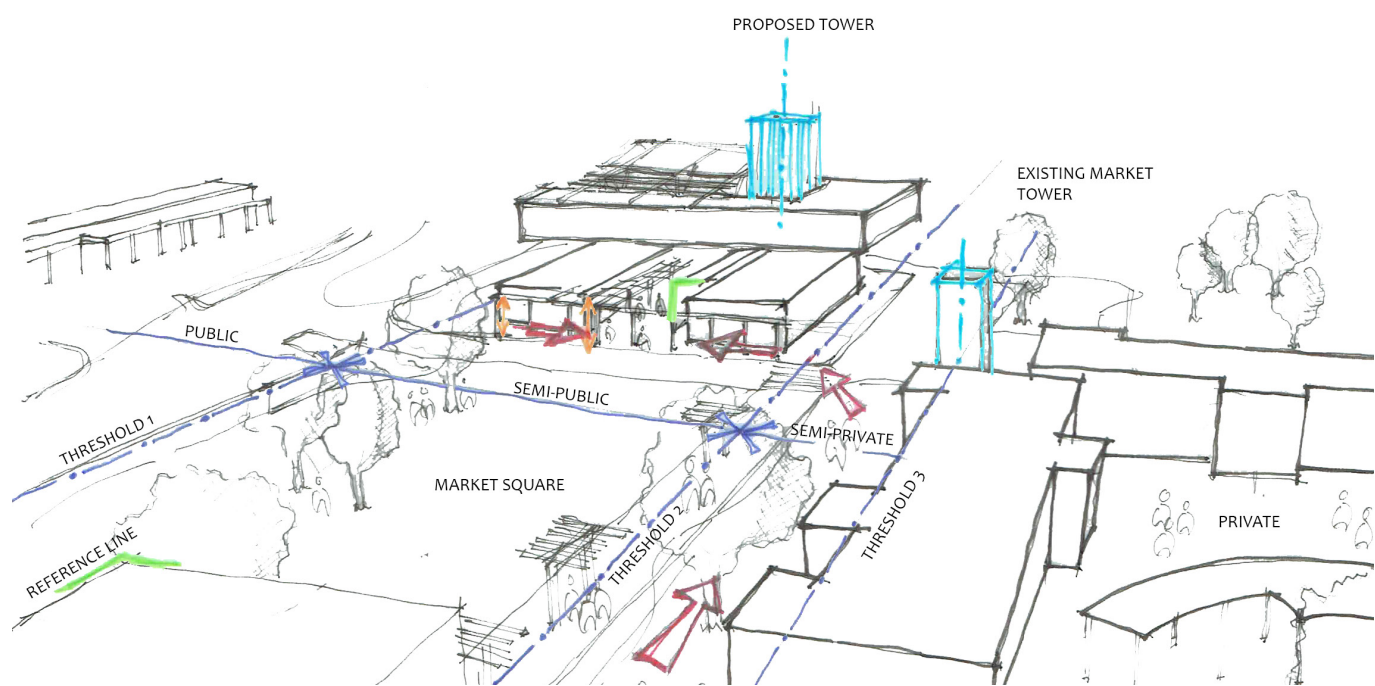 PROPOSED TOWER
EXISTING MARKET
TOWER
PUBLIC
SEMI-PUBLIC
THRESHOLD 1
SEMI-PRIVATE
MARKET SQUARE
THRESHOLD 2
THRESHOLD 3
PRIVATE
REFERENCE LINE